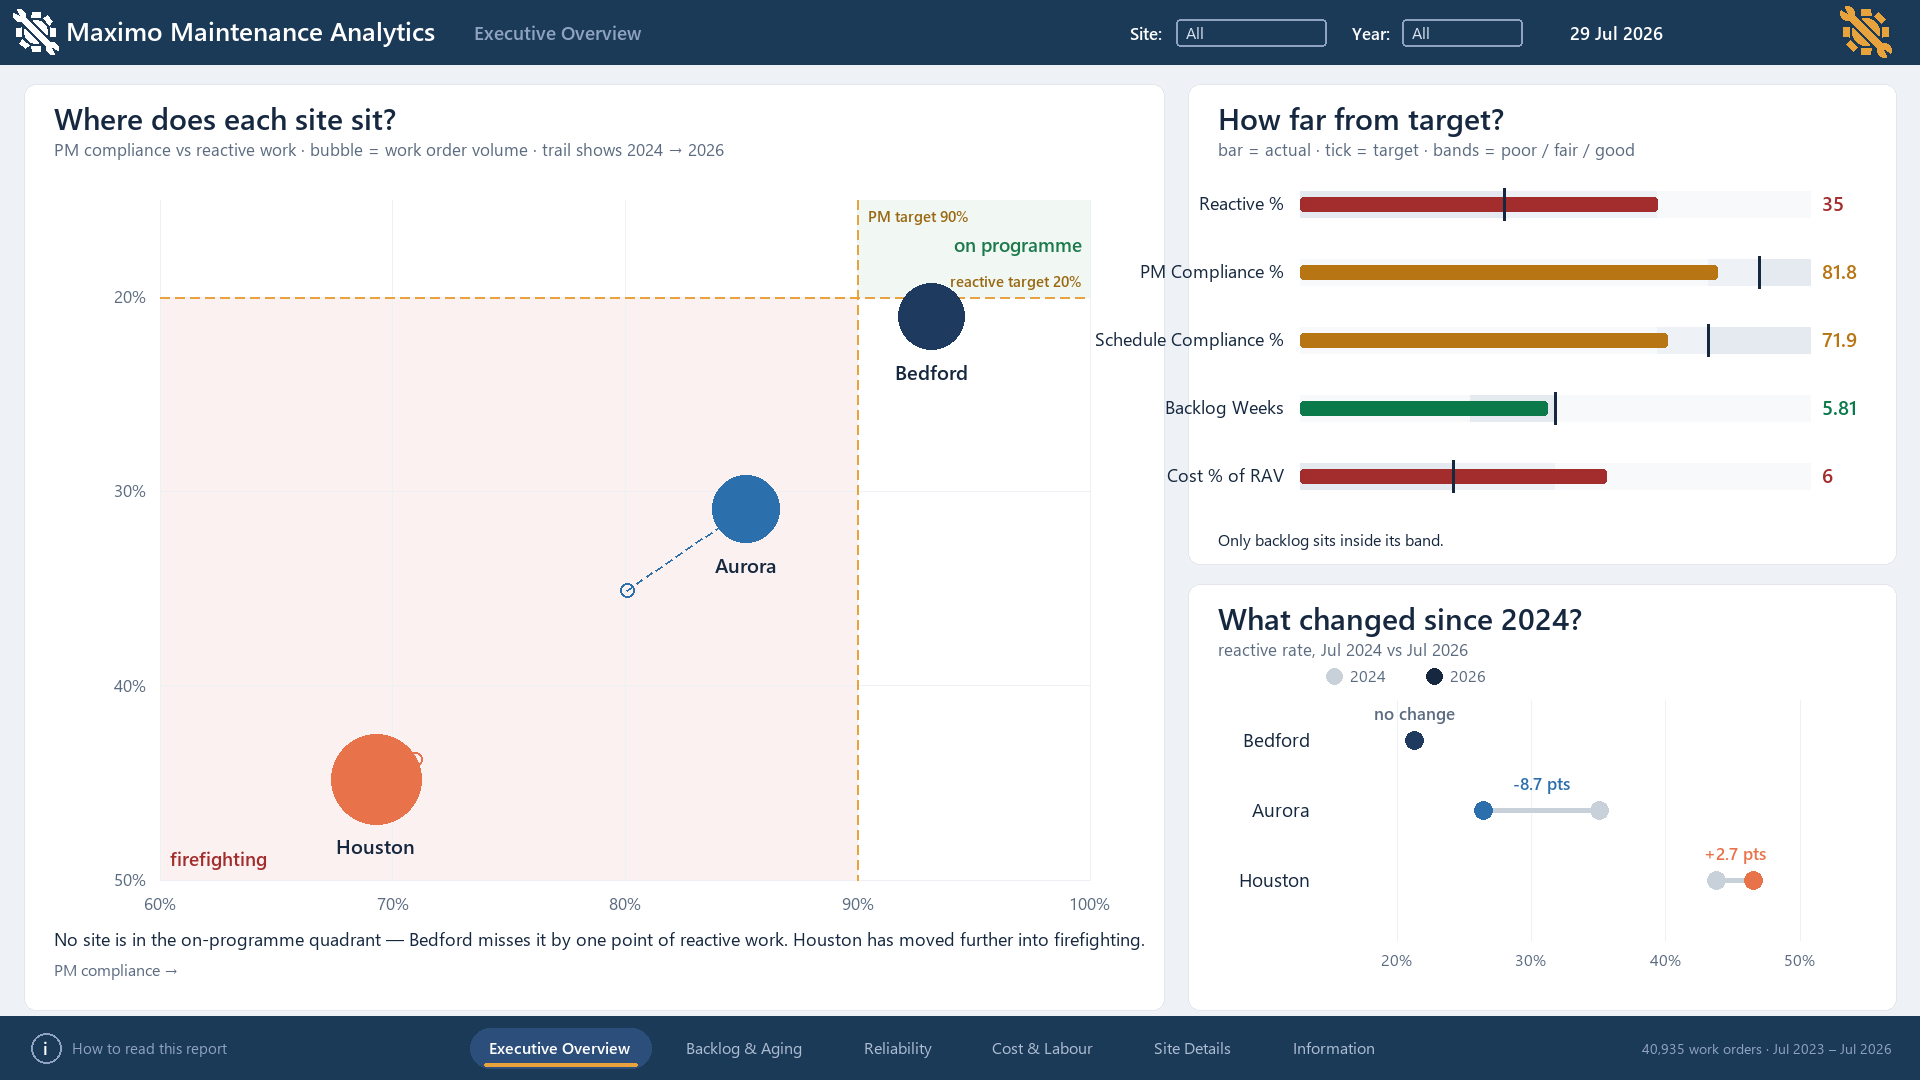 Maximo Maintenance Analytics
Executive Overview
Site:
All
Year:
All
29 Jul 2026
Where does each site sit?
PM compliance vs reactive work · bubble = work order volume · trail shows 2024 → 2026
PM target 90%
on programme
reactive target 20%
20%
30%
40%
50%
Bedford
Aurora
Houston
firefighting
60%
70%
80%
90%
100%
No site is in the on-programme quadrant — Bedford misses it by one point of reactive work. Houston has moved further into firefighting.
PM compliance →
How far from target?
bar = actual · tick = target · bands = poor / fair / good
Reactive %
35
PM Compliance %
81.8
Schedule Compliance %
71.9
Backlog Weeks
5.81
Cost % of RAV
6
Only backlog sits inside its band.
What changed since 2024?
reactive rate, Jul 2024 vs Jul 2026
2024
2026
no change
Bedford
-8.7 pts
Aurora
+2.7 pts
Houston
20%
30%
40%
50%
i
How to read this report
Executive Overview
Backlog & Aging
Reliability
Cost & Labour
Site Details
Information
40,935 work orders · Jul 2023 – Jul 2026